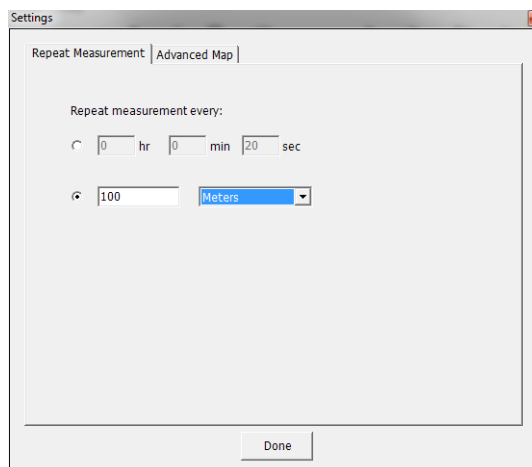 Settings
Repeat Measurement Advanced Map
Repeat measurement every:
0 hr 0 min 20 sec
100 Meters
Done